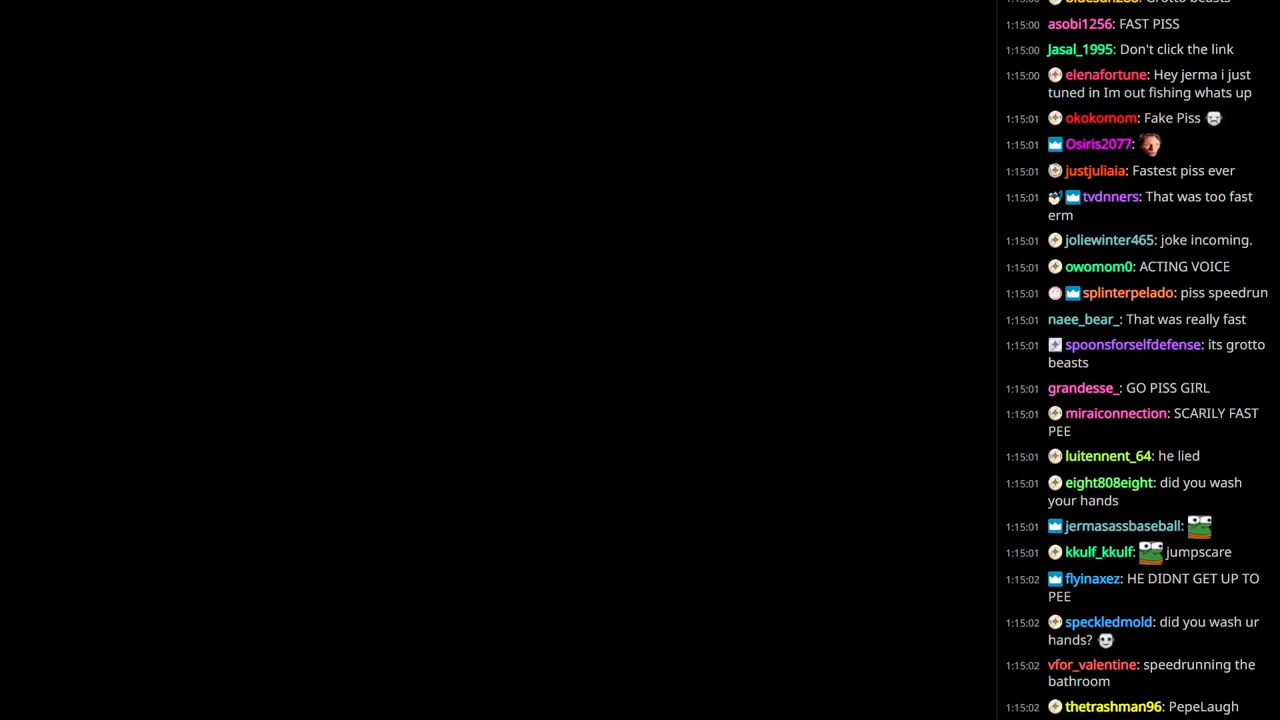 asobi1256: FAST PISS
1:15:00
Jasal_1995: Don't click the link
1:15:00
elenafortune: Hey jerma i just
1:15:00
tuned in Im out fishing whats up
okokomom: Fake Piss
1:15:01
Osiris2077:
1:15:01
justjuliaia: Fastest piss ever
1:15:01
tvdnners: That was too fast
1:15:01
erm
joliewinter465: joke incoming.
1:15:01
owomom0: ACTING VOICE
1:15:01
splinterpelado: piss speedrun
1:15:01
naee_bear_: That was really fast
1:15:01
spoonsforselfdefense: its grotto
1:15:01
beasts
grandesse_: GO PISS GIRL
1:15:01
miraiconnection: SCARILY FAST
1:15:01
PEE
luitennent_64: he lied
1:15:01
eight808eight: did you wash
1:15:01
your hands
jermasassbaseball:
1:15:01
kkulf_kkulf: jumpscare
1:15:01
flyinaxez: HE DIDNT GET UP TO
1:15:02
PEE
speckledmold: did you wash ur
1:15:02
hands?
vfor_valentine: speedrunning the
1:15:02
bathroom
thetrashman96: PepeLaugh
1:15:02